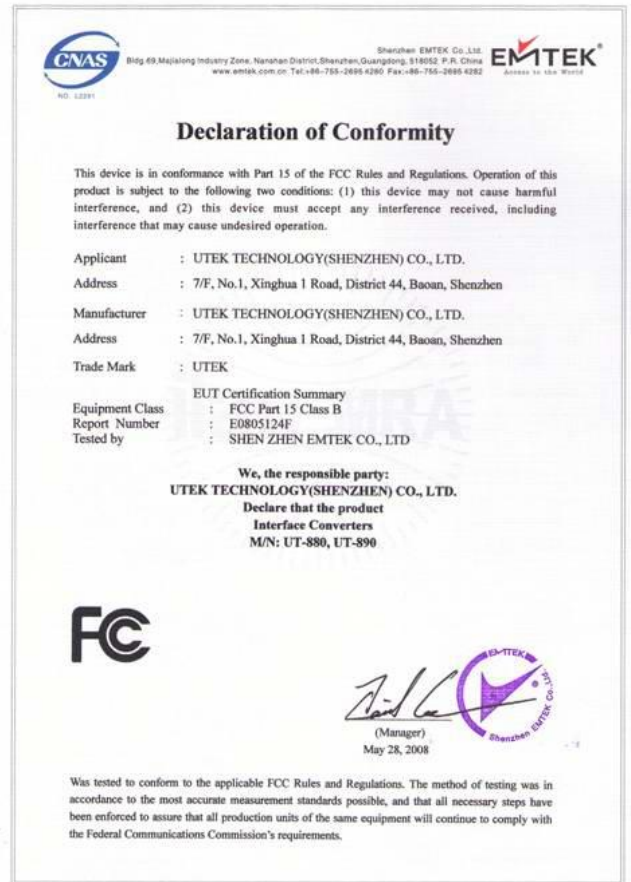 CNAS
NO. L2291
Shenzhen EMTEK Co.,Ltd.
Bldg 69,Majialong Industry Zone, Nanshan District,Shenzhen,Guangdong, 518052 P.R. China
www.emtek.com.cn Tel:+86-755-2695 4280 Fax:+86-755-2695 4282
EMTEK
Access to the World
Declaration of Conformity
This device is in conformance with Part 15 of the FCC Rules and Regulations. Operation of this
product is subject to the following two conditions: (1) this device may not cause harmful
interference, and (2) this device must accept any interference received, including
interference that may cause undesired operation.
Applicant : UTEK TECHNOLOGY(SHENZHEN) CO., LTD.
Address : 7/F, No.1, Xinghua 1 Road, District 44, Baoan, Shenzhen
Manufacturer : UTEK TECHNOLOGY(SHENZHEN) CO., LTD.
Address : 7/F, No.1, Xinghua 1 Road, District 44, Baoan, Shenzhen
Trade Mark : UTEK
EUT Certification Summary
Equipment Class : FCC Part 15 Class B
Report Number : E0805124F
Tested by : SHEN ZHEN EMTEK CO., LTD
We, the responsible party:
UTEK TECHNOLOGY(SHENZHEN) CO., LTD.
Declare that the product
Interface Converters
M/N: UT-880, UT-890
FC
EMTEK
Shenzhen EMTEK Co.,Ltd.
(Manager)
May 28, 2008
Was tested to conform to the applicable FCC Rules and Regulations. The method of testing was in
accordance to the most accurate measurement standards possible, and that all necessary steps have
been enforced to assure that all production units of the same equipment will continue to comply with
the Federal Communications Commission's requirements.